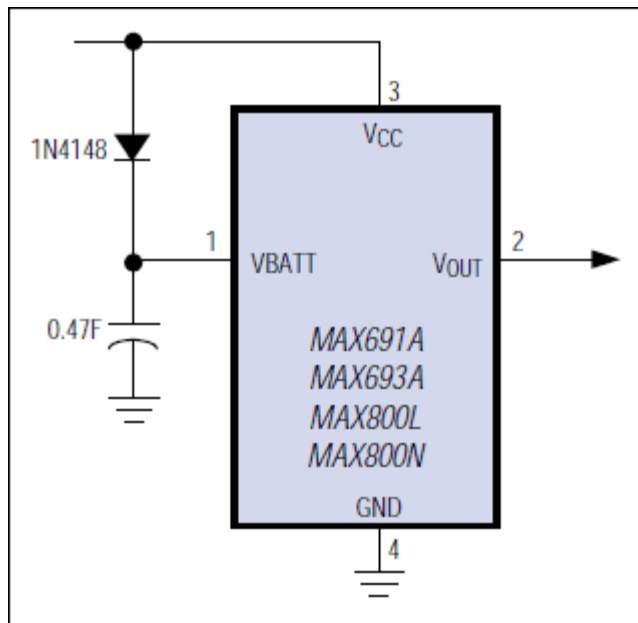 3
VCC
1N4148
1
2
VBATT
VOUT
0.47F
MAX691A
MAX693A
MAX800L
MAX800N
GND
4